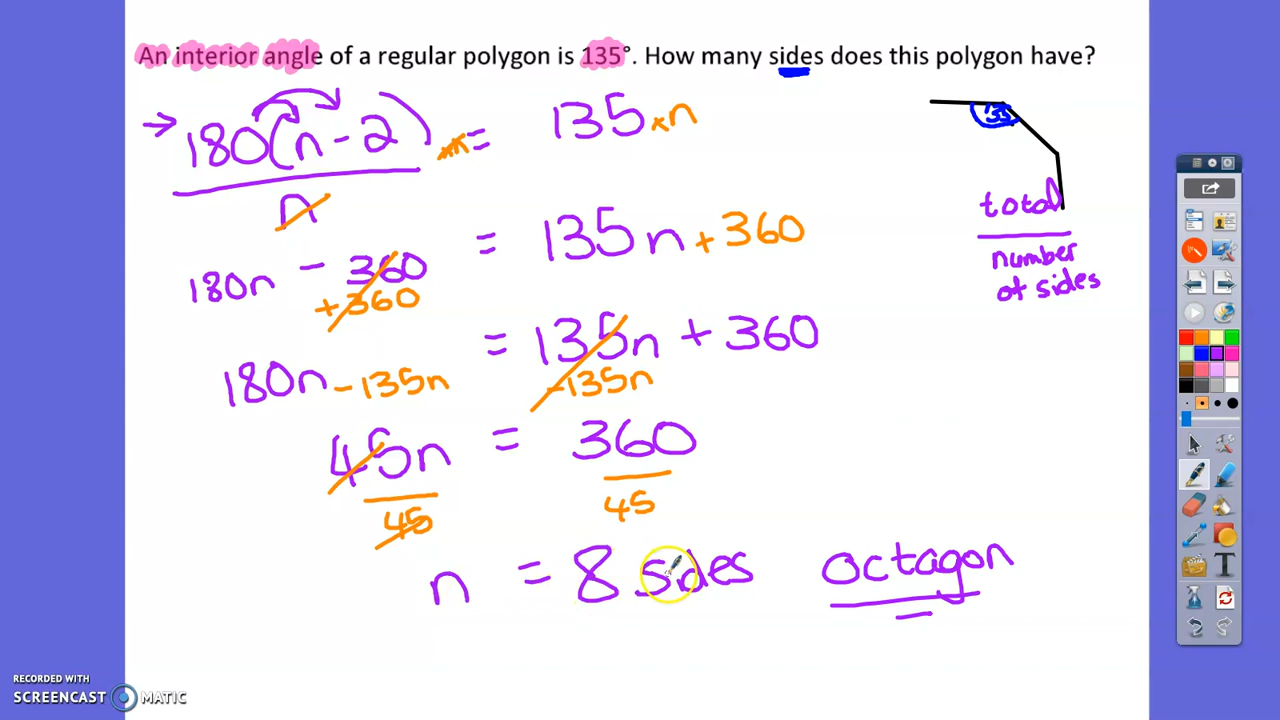 An interior angle of a regular polygon is 135°. How many sides does this polygon have?
→ 180(n - 2) ×n = 135 ×n
n
135
total
number
of sides
180n - 360 = 135n + 360
+360
180n - 135n = 135n + 360
-135n
45n = 360
45 45
n = 8 sides octagon
RECORDED WITH
SCREENCAST MATIC
T